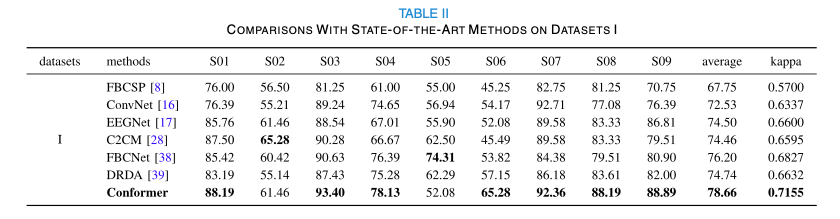 TABLE II
COMPARISONS WITH STATE-OF-THE-ART METHODS ON DATASETS I
datasets methods S01 S02 S03 S04 S05 S06 S07 S08 S09 average kappa
FBCSP [8] 76.00 56.50 81.25 61.00 55.00 45.25 82.75 81.25 70.75 67.75 0.5700
ConvNet [16] 76.39 55.21 89.24 74.65 56.94 54.17 92.71 77.08 76.39 72.53 0.6337
EEGNet [17] 85.76 61.46 88.54 67.01 55.90 52.08 89.58 83.33 86.81 74.50 0.6600
I C2CM [28] 87.50 65.28 90.28 66.67 62.50 45.49 89.58 83.33 79.51 74.46 0.6595
FBCNet [38] 85.42 60.42 90.63 76.39 74.31 53.82 84.38 79.51 80.90 76.20 0.6827
DRDA [39] 83.19 55.14 87.43 75.28 62.29 57.15 86.18 83.61 82.00 74.74 0.6632
Conformer 88.19 61.46 93.40 78.13 52.08 65.28 92.36 88.19 88.89 78.66 0.7155